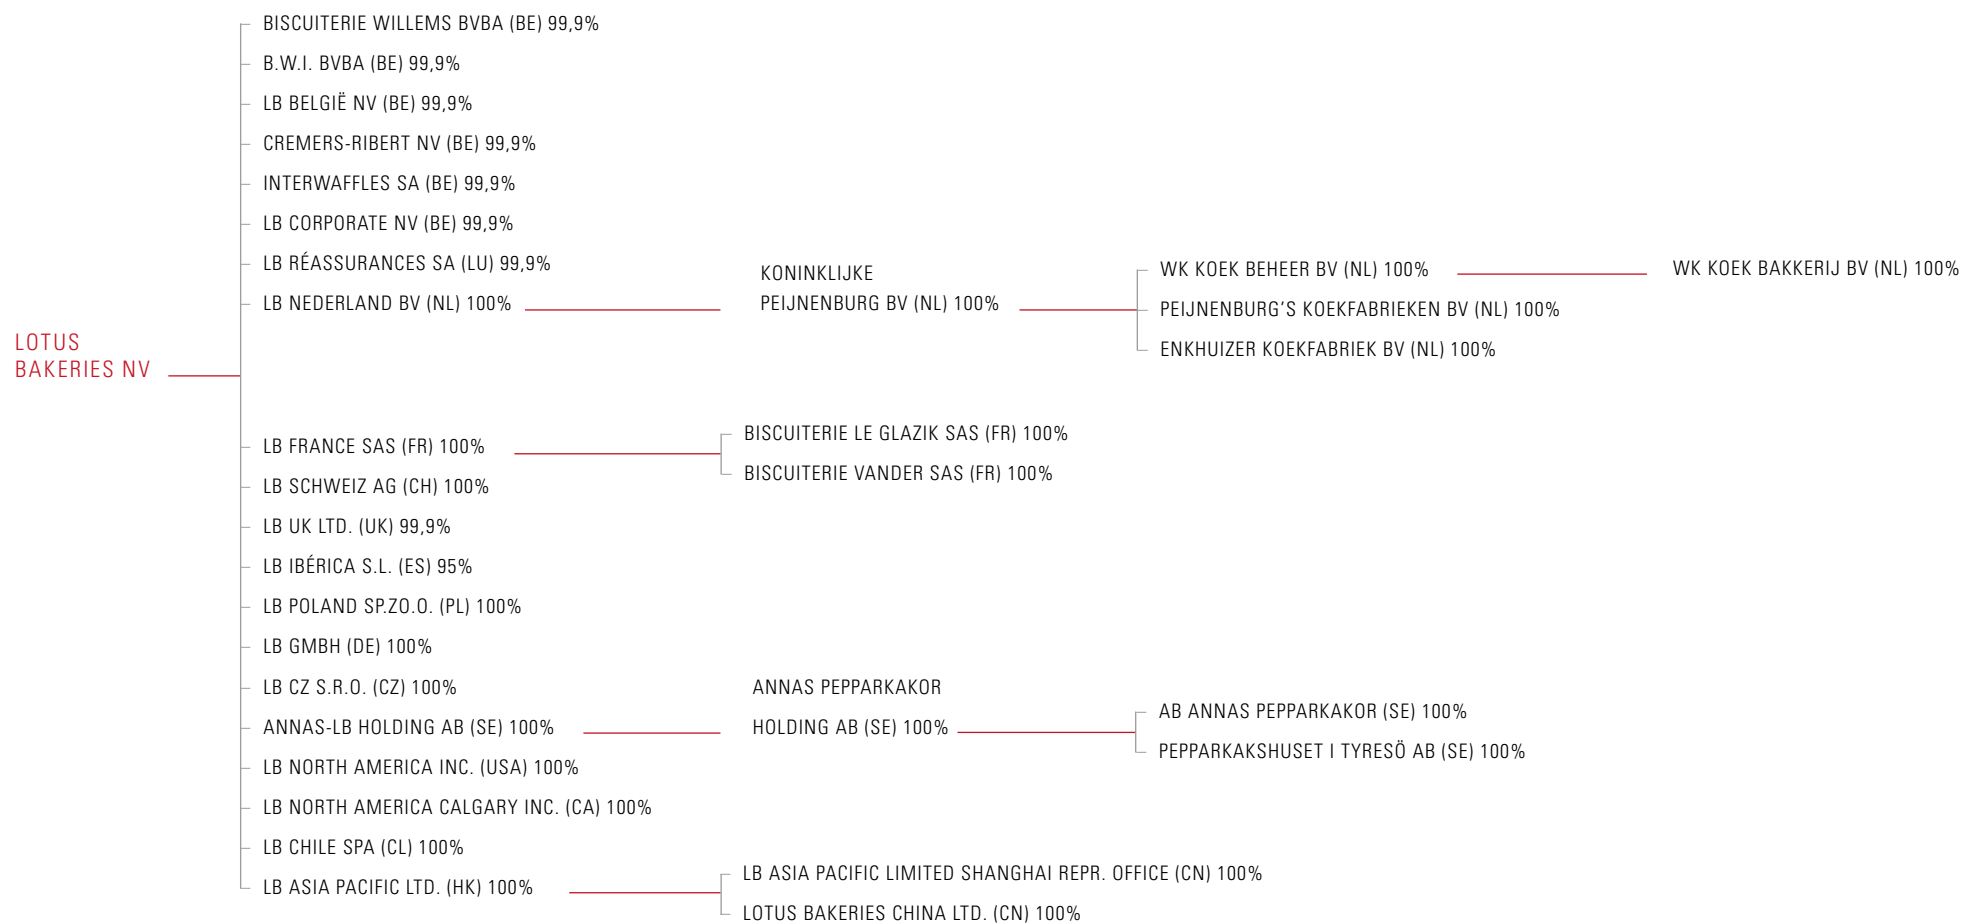 BISCUITERIE WILLEMS BVBA (BE) 99,9%
B.W.I. BVBA (BE) 99,9%
LB BELGIË NV (BE) 99,9%
CREMERS-RIBERT NV (BE) 99,9%
INTERWAFFLES SA (BE) 99,9%
LB CORPORATE NV (BE) 99,9%
LB RÉASSURANCES SA (LU) 99,9%
LB NEDERLAND BV (NL) 100%
KONINKLIJKE
PEIJNENBURG BV (NL) 100%
WK KOEK BEHEER BV (NL) 100%
WK KOEK BAKKERIJ BV (NL) 100%
PEIJNENBURG’S KOEKFABRIEKEN BV (NL) 100%
ENKHUIZER KOEKFABRIEK BV (NL) 100%
LOTUS
BAKERIES NV
LB FRANCE SAS (FR) 100%
BISCUITERIE LE GLAZIK SAS (FR) 100%
BISCUITERIE VANDER SAS (FR) 100%
LB SCHWEIZ AG (CH) 100%
LB UK LTD. (UK) 99,9%
LB IBÉRICA S.L. (ES) 95%
LB POLAND SP.ZO.O. (PL) 100%
LB GMBH (DE) 100%
LB CZ S.R.O. (CZ) 100%
ANNAS-LB HOLDING AB (SE) 100%
ANNAS PEPPARKAKOR
HOLDING AB (SE) 100%
AB ANNAS PEPPARKAKOR (SE) 100%
PEPPARKAKSHUSET I TYRESÖ AB (SE) 100%
LB NORTH AMERICA INC. (USA) 100%
LB NORTH AMERICA CALGARY INC. (CA) 100%
LB CHILE SPA (CL) 100%
LB ASIA PACIFIC LTD. (HK) 100%
LB ASIA PACIFIC LIMITED SHANGHAI REPR. OFFICE (CN) 100%
LOTUS BAKERIES CHINA LTD. (CN) 100%